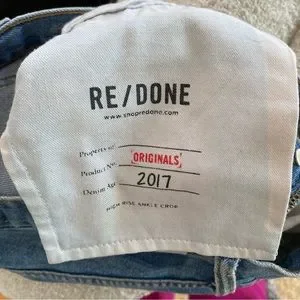 RE/DONE
www.shopredone.com
Property of:
[ORIGINALS]
Product No.
Denim Age 2017
HIGH RISE ANKLE CROP